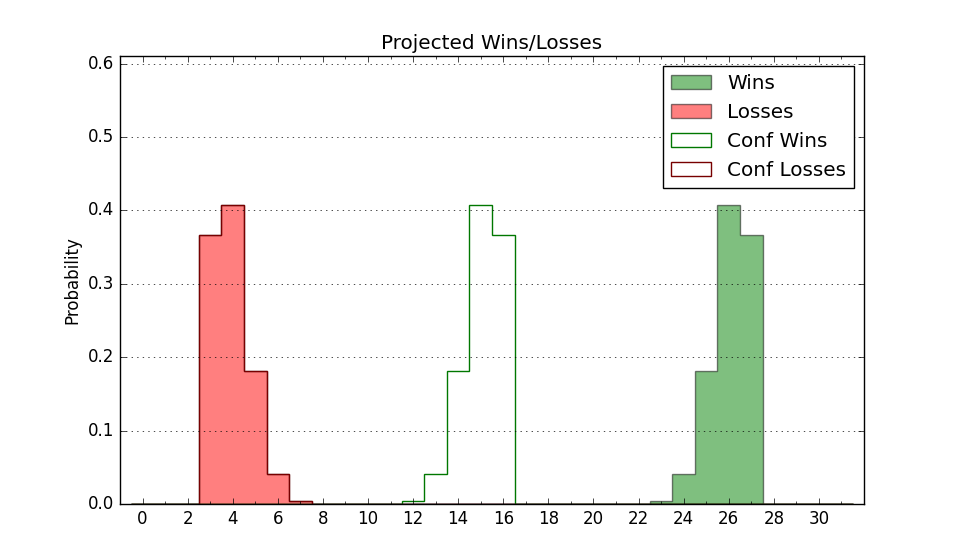 Projected Wins/Losses
0.6
0.5
0.4
0.3
0.2
0.1
0.0
Probability
Wins
Losses
Conf Wins
Conf Losses
0 2 4 6 8 10 12 14 16 18 20 22 24 26 28 30